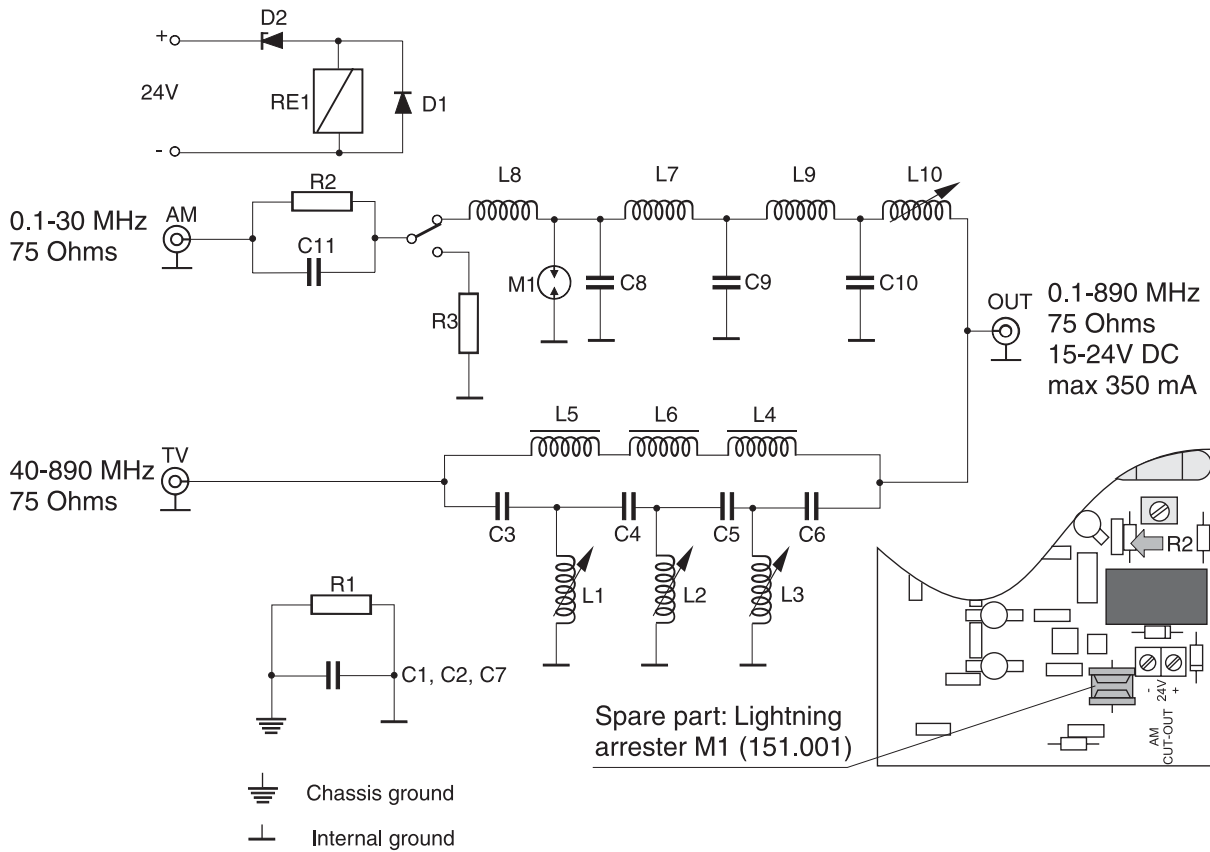 D2
+
24V
RE1
D1
-
0.1-30 MHz
75 Ohms
AM
R2
C11
R3
L8
L7
L9
L10
M1
C8
C9
C10
OUT
0.1-890 MHz
75 Ohms
15-24V DC
max 350 mA
40-890 MHz
75 Ohms
TV
L5
L6
L4
C3
C4
C5
C6
L1
L2
L3
R1
C1, C2, C7
R2
-
24V
+
AM
CUT-OUT
Spare part: Lightning
arrester M1 (151.001)
Chassis ground
Internal ground